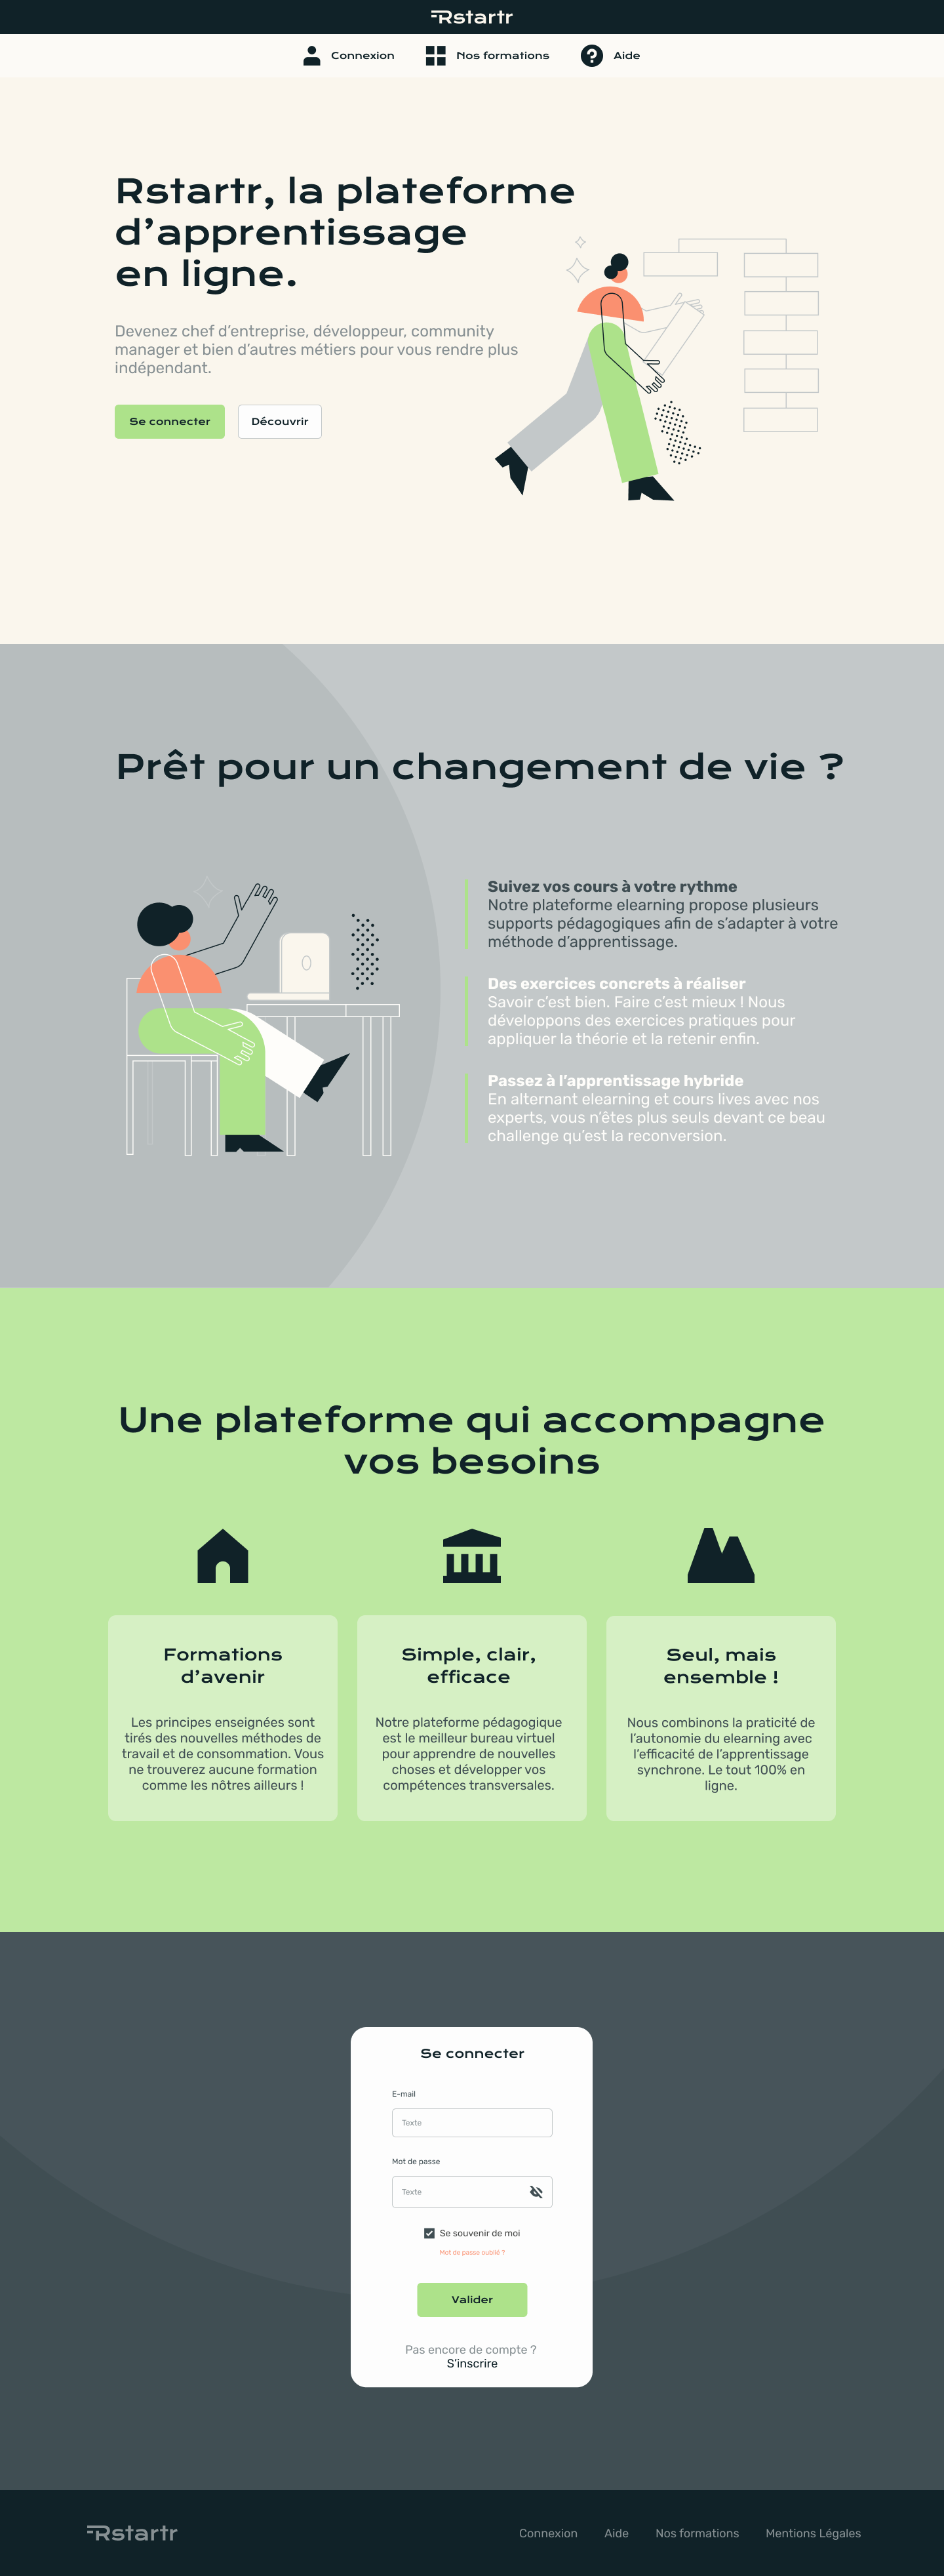 Rstartr
Connexion
Nos formations
Aide
Rstartr, la plateforme
d’apprentissage
en ligne.
Devenez chef d’entreprise, développeur, community
manager et bien d’autres métiers pour vous rendre plus
indépendant.
Se connecter
Découvrir
Prêt pour un changement de vie ?
Suivez vos cours à votre rythme
Notre plateforme elearning propose plusieurs
supports pédagogiques afin de s’adapter à votre
méthode d’apprentissage.
Des exercices concrets à réaliser
Savoir c’est bien. Faire c’est mieux ! Nous
développons des exercices pratiques pour
appliquer la théorie et la retenir enfin.
Passez à l’apprentissage hybride
En alternant elearning et cours lives avec nos
experts, vous n’êtes plus seuls devant ce beau
challenge qu’est la reconversion.
Une plateforme qui accompagne
vos besoins
Formations
d’avenir
Les principes enseignées sont
tirés des nouvelles méthodes de
travail et de consommation. Vous
ne trouverez aucune formation
comme les nôtres ailleurs !
Simple, clair,
efficace
Notre plateforme pédagogique
est le meilleur bureau virtuel
pour apprendre de nouvelles
choses et développer vos
compétences transversales.
Seul, mais
ensemble !
Nous combinons la praticité de
l’autonomie du elearning avec
l’efficacité de l’apprentissage
synchrone. Le tout 100% en
ligne.
Se connecter
E-mail
Texte
Mot de passe
Texte
Se souvenir de moi
Mot de passe oublié ?
Valider
Pas encore de compte ?
S’inscrire
Rstartr
Connexion
Aide
Nos formations
Mentions Légales